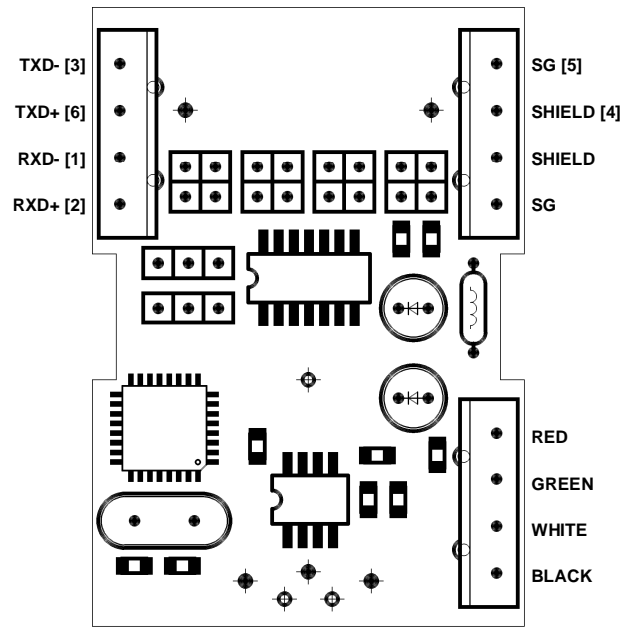 TXD- [3]
TXD+ [6]
RXD- [1]
RXD+ [2]
SG [5]
SHIELD [4]
SHIELD
SG
RED
GREEN
WHITE
BLACK